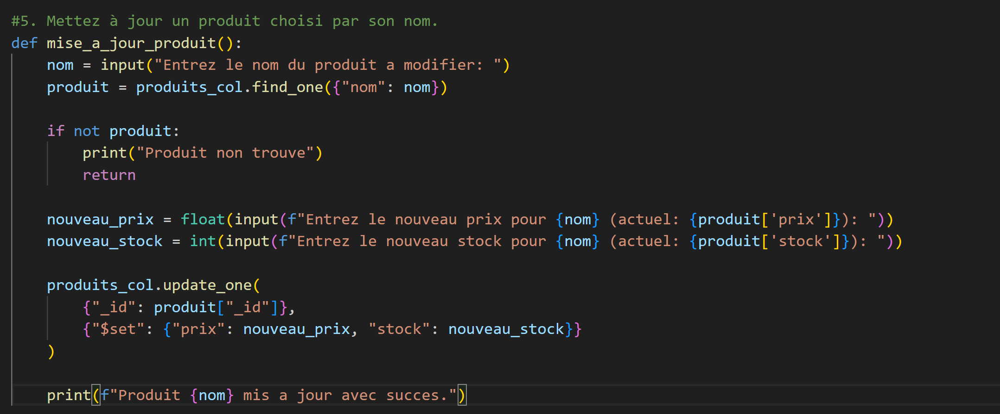 #5. Mettez à jour un produit choisi par son nom.
def mise_a_jour_produit():
    nom = input("Entrez le nom du produit a modifier: ")
    produit = produits_col.find_one({"nom": nom})

    if not produit:
        print("Produit non trouve")
        return

    nouveau_prix = float(input(f"Entrez le nouveau prix pour {nom} (actuel: {produit['prix']}): "))
    nouveau_stock = int(input(f"Entrez le nouveau stock pour {nom} (actuel: {produit['stock']}): "))

    produits_col.update_one(
        {"_id": produit["_id"]},
        {"$set": {"prix": nouveau_prix, "stock": nouveau_stock}}
    )

    print(f"Produit {nom} mis a jour avec succes.")